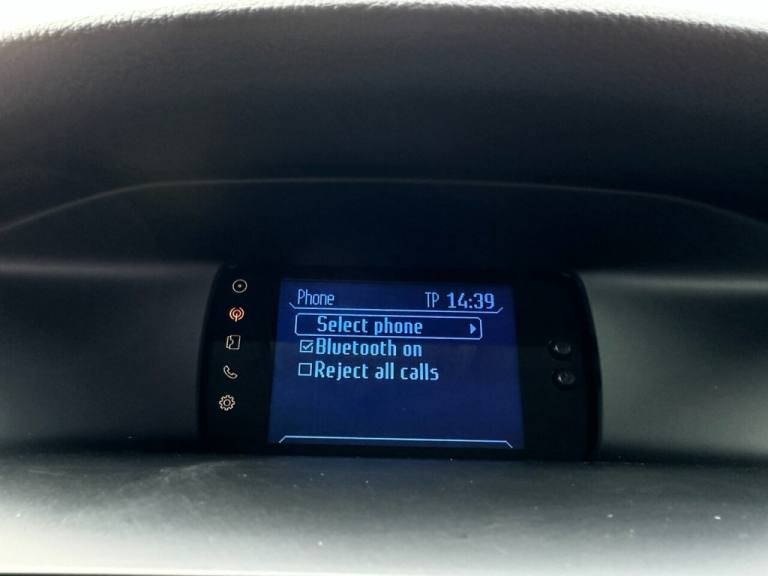 Phone TP 14:39
Select phone
Bluetooth on
Reject all calls